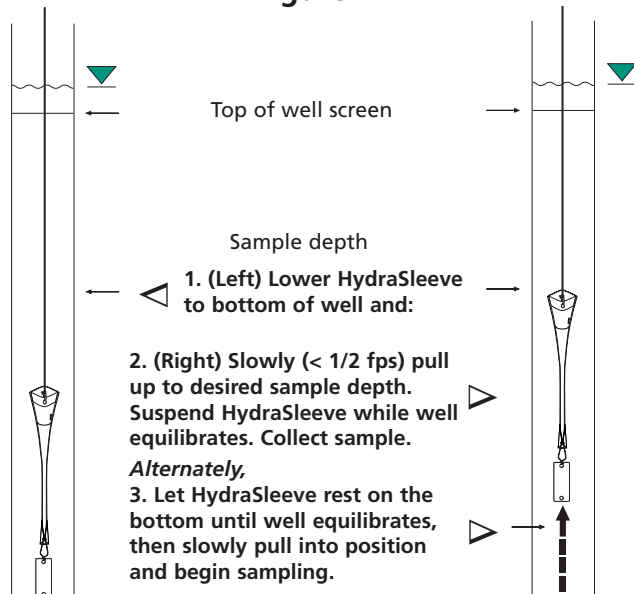 Top of well screen
Sample depth
1. (Left) Lower HydraSleeve
to bottom of well and:
2. (Right) Slowly (< 1/2 fps) pull
up to desired sample depth.
Suspend HydraSleeve while well
equilibrates. Collect sample.
Alternately,
3. Let HydraSleeve rest on the
bottom until well equilibrates,
then slowly pull into position
and begin sampling.